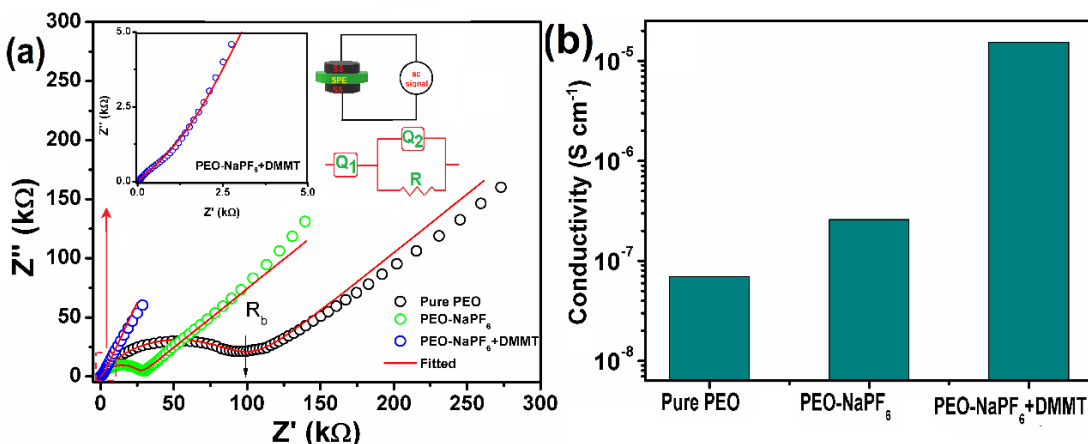 (a)
300
250
200
150
100
50
0
Z'' (kΩ)
0 50 100 150 200 250 300
Z' (kΩ)
5.0
2.5
0.0
Z'' (kΩ)
PEO-NaPF₆+DMMT
0.0 2.5 5.0
Z' (kΩ)
SS
SPE
SS
ac
signal
Q₁
Q₂
R
R_b
Pure PEO
PEO-NaPF₆
PEO-NaPF₆+DMMT
Fitted
(b)
Conductivity (S cm⁻¹)
10⁻⁵
10⁻⁶
10⁻⁷
10⁻⁸
Pure PEO PEO-NaPF₆ PEO-NaPF₆+DMMT